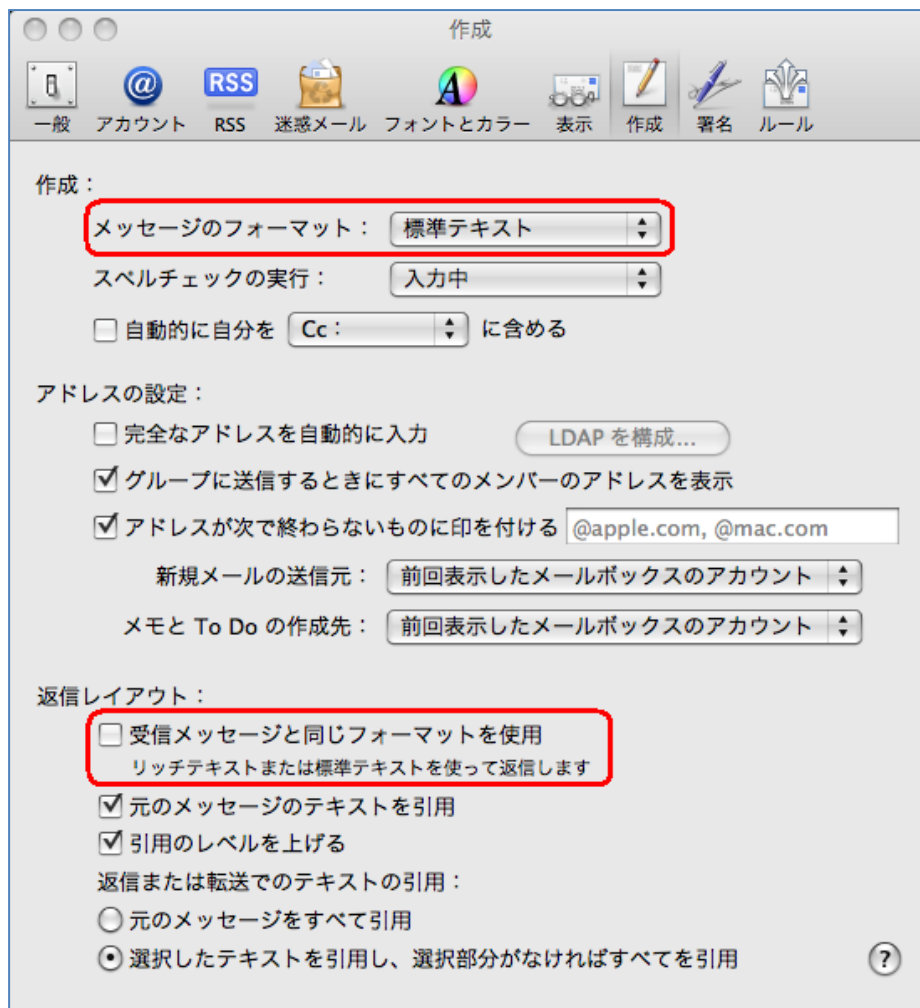 作成
@
RSS
一般 アカウント RSS 迷惑メール フォントとカラー 表示 作成 署名 ルール
作成：
メッセージのフォーマット： 標準テキスト
スペルチェックの実行： 入力中
自動的に自分を Cc： に含める
アドレスの設定：
完全なアドレスを自動的に入力 LDAP を構成...
グループに送信するときにすべてのメンバーのアドレスを表示
アドレスが次で終わらないものに印を付ける @apple.com, @mac.com
新規メールの送信元： 前回表示したメールボックスのアカウント
メモと To Do の作成先： 前回表示したメールボックスのアカウント
返信レイアウト：
受信メッセージと同じフォーマットを使用
リッチテキストまたは標準テキストを使って返信します
元のメッセージのテキストを引用
引用のレベルを上げる
返信または転送でのテキストの引用：
元のメッセージをすべて引用
選択したテキストを引用し、選択部分がなければすべてを引用 ?